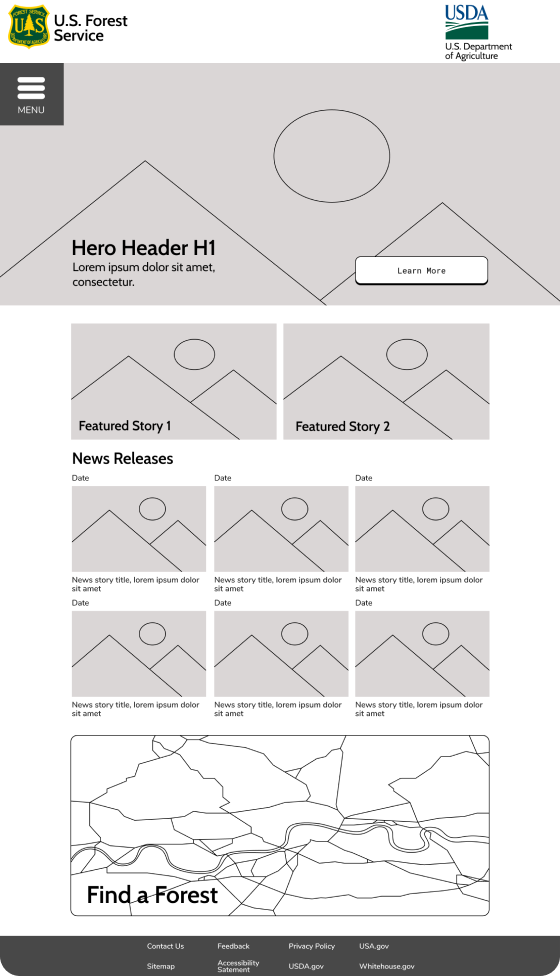 FOREST SERVICE
U S
DEPARTMENT OF AGRICULTURE
U.S. Forest
Service
USDA
U.S. Department
of Agriculture
MENU
Hero Header H1
Lorem ipsum dolor sit amet,
consectetur.
Learn More
Featured Story 1
Featured Story 2
News Releases
Date
Date
Date
News story title, lorem ipsum dolor
sit amet
News story title, lorem ipsum dolor
sit amet
News story title, lorem ipsum dolor
sit amet
Date
Date
Date
News story title, lorem ipsum dolor
sit amet
News story title, lorem ipsum dolor
sit amet
News story title, lorem ipsum dolor
sit amet
Find a Forest
Contact Us
Feedback
Privacy Policy
USA.gov
Sitemap
Accessibility
Satement
USDA.gov
Whitehouse.gov